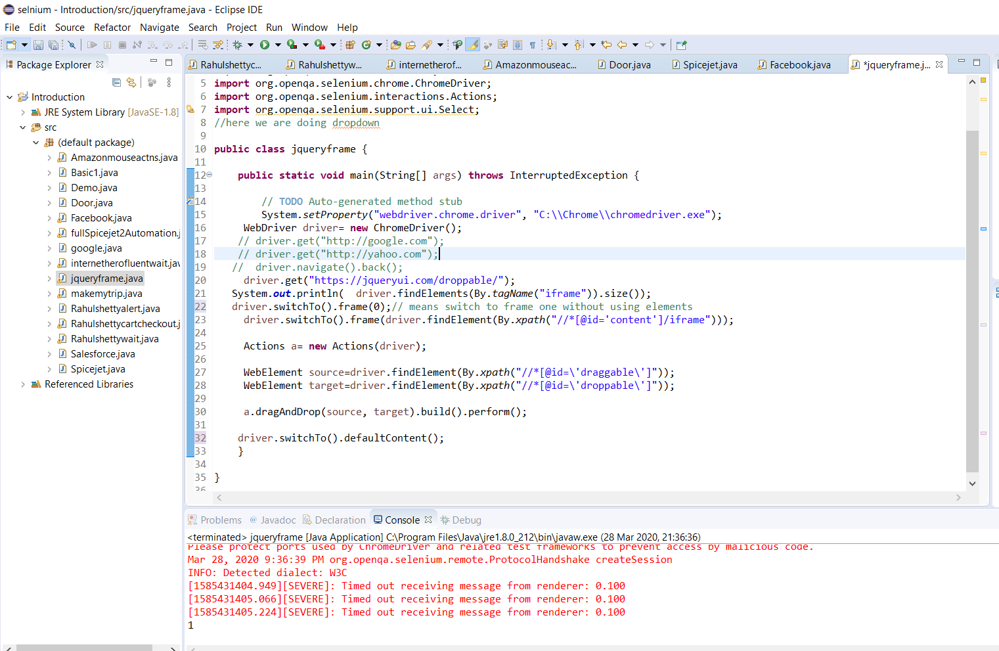 selnium - Introduction/src/jqueryframe.java - Eclipse IDE
File Edit Source Refactor Navigate Search Project Run Window Help
Package Explorer
Introduction
JRE System Library [JavaSE-1.8]
src
(default package)
Amazonmouseactns.java
Basic1.java
Demo.java
Door.java
Facebook.java
fullSpicejet2Automation.j
google.java
internetherofluentwait.jav
jqueryframe.java
makemytrip.java
Rahulshettyalert.java
Rahulshettycartcheckout.j
Rahulshettywait.java
Salesforce.java
Spicejet.java
Referenced Libraries
Rahulshettyc... Rahulshettyw... internetherof... Amazonmouseac... Door.java Spicejet.java Facebook.java *jqueryframe.j...
5 import org.openqa.selenium.chrome.ChromeDriver;
6 import org.openqa.selenium.interactions.Actions;
7 import org.openqa.selenium.support.ui.Select;
8 //here we are doing dropdown
9
10 public class jqueryframe {
11
12 public static void main(String[] args) throws InterruptedException {
13
14 // TODO Auto-generated method stub
15 System.setProperty("webdriver.chrome.driver", "C:\\Chrome\\chromedriver.exe");
16 WebDriver driver= new ChromeDriver();
17 // driver.get("http://google.com");
18 // driver.get("http://yahoo.com");
19 // driver.navigate().back();
20 driver.get("https://jqueryui.com/droppable/");
21 System.out.println( driver.findElements(By.tagName("iframe")).size());
22 driver.switchTo().frame(0);// means switch to frame one without using elements
23 driver.switchTo().frame(driver.findElement(By.xpath("//*[@id='content']/iframe")));
24
25 Actions a= new Actions(driver);
26
27 WebElement source=driver.findElement(By.xpath("//*[@id=\'draggable\']"));
28 WebElement target=driver.findElement(By.xpath("//*[@id=\'droppable\']"));
29
30 a.dragAndDrop(source, target).build().perform();
31
32 driver.switchTo().defaultContent();
33 }
34
35 }
36
Problems Javadoc Declaration Console Debug
<terminated> jqueryframe [Java Application] C:\Program Files\Java\jre1.8.0_212\bin\javaw.exe (28 Mar 2020, 21:36:36)
Please protect ports used by ChromeDriver and related test frameworks to prevent access by malicious code.
Mar 28, 2020 9:36:39 PM org.openqa.selenium.remote.ProtocolHandshake createSession
INFO: Detected dialect: W3C
[1585431404.949][SEVERE]: Timed out receiving message from renderer: 0.100
[1585431405.066][SEVERE]: Timed out receiving message from renderer: 0.100
[1585431405.224][SEVERE]: Timed out receiving message from renderer: 0.100
1